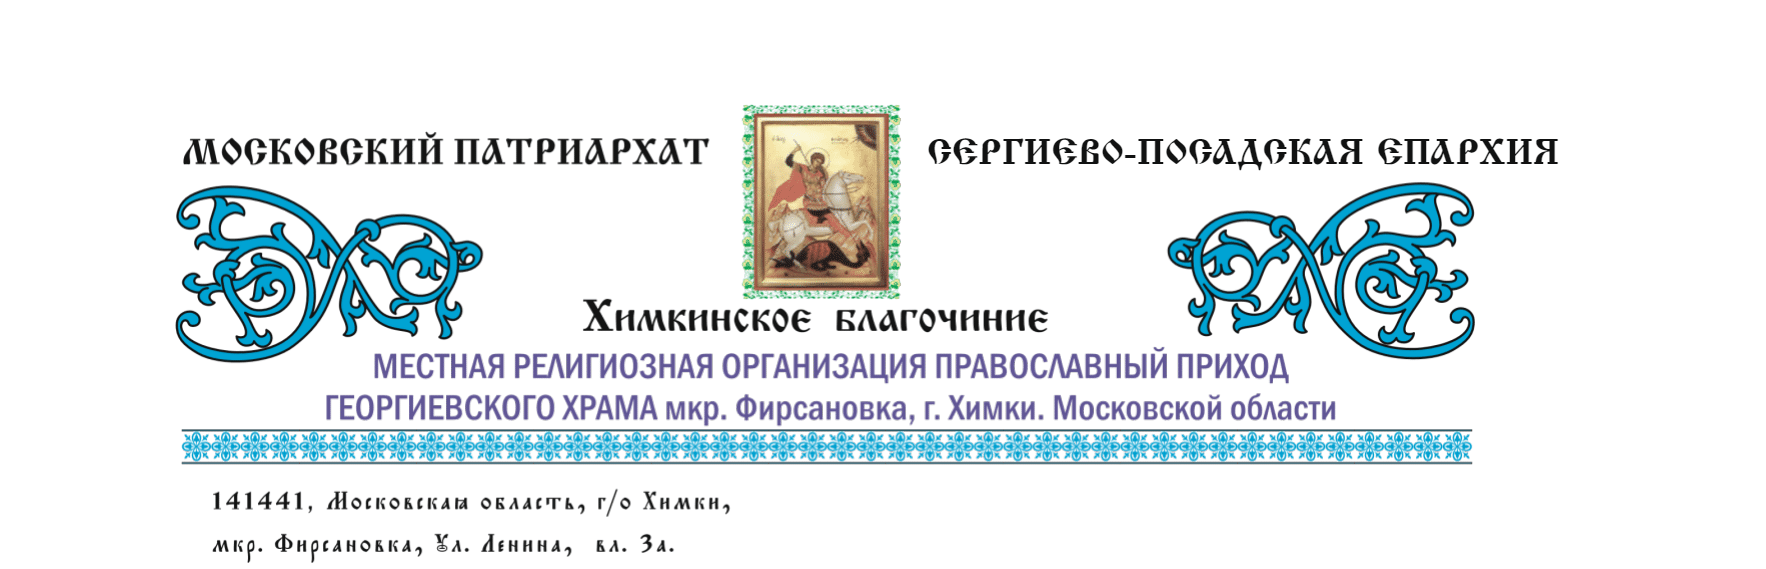 МОСКОВСКИЙ ПАТРИАРХАТ СЕРГИЕВО-ПОСАДСКАЯ ЕПАРХИЯ
Химкинское благочиние
МЕСТНАЯ РЕЛИГИОЗНАЯ ОРГАНИЗАЦИЯ ПРАВОСЛАВНЫЙ ПРИХОД
ГЕОРГИЕВСКОГО ХРАМА мкр. Фирсановка, г. Химки. Московской области
141441, Московская область, г/о Химки,
мкр. Фирсановка, Ул. Ленина, вл. 3а.